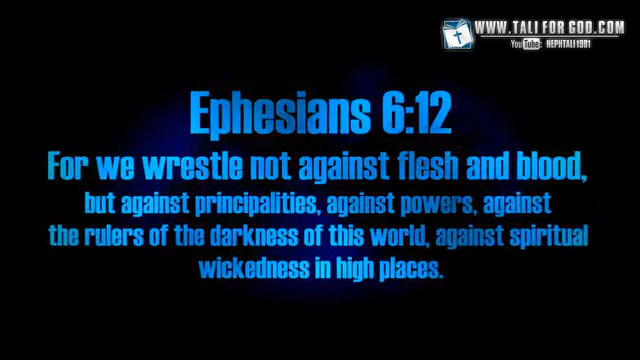 WWW.TALI FOR GOD.COM
YouTube: NEPHTALI1981
Ephesians 6:12
For we wrestle not against flesh and blood,
but against principalities, against powers, against
the rulers of the darkness of this world, against spiritual
wickedness in high places.